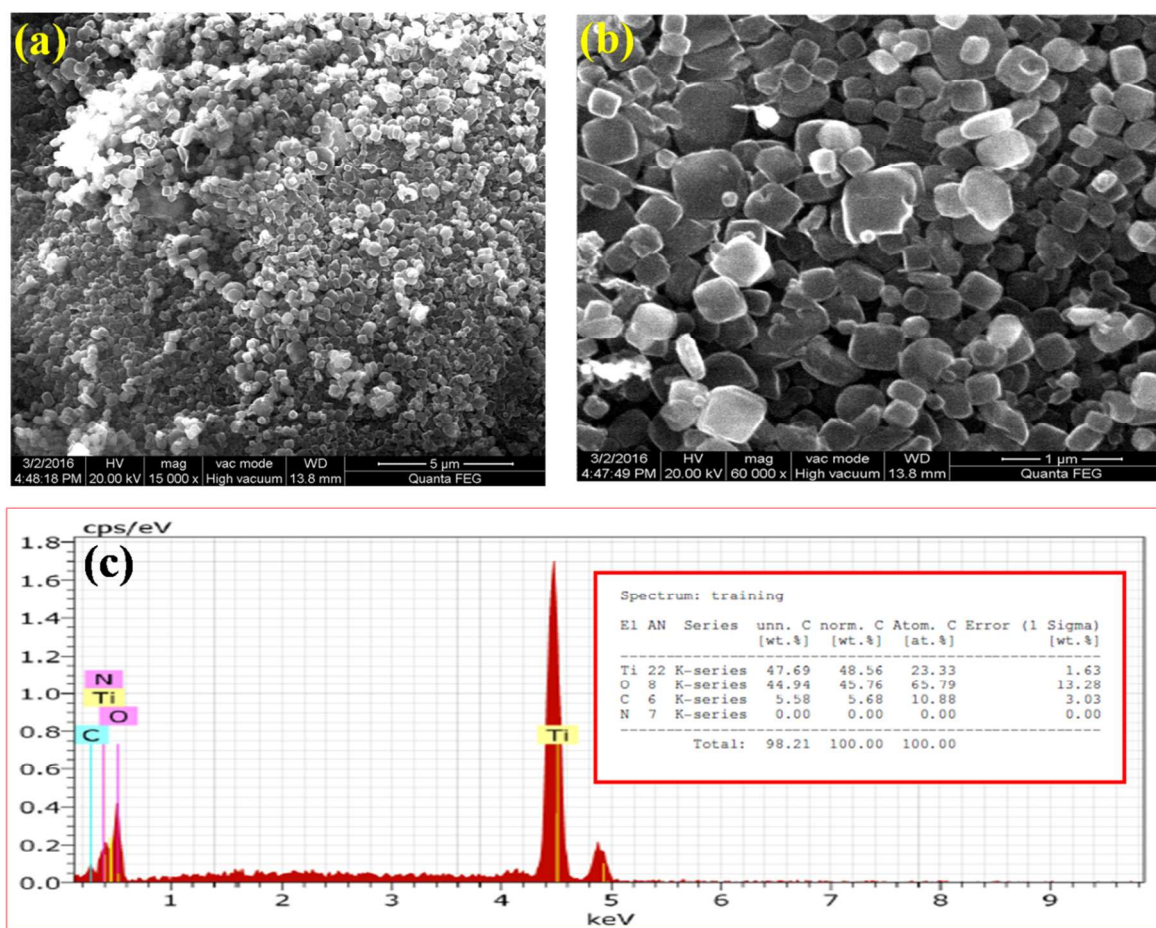 (a)
3/2/2016 HV mag vac mode WD 5 µm
4:48:18 PM 20.00 kV 15 000 x High vacuum 13.8 mm Quanta FEG
(b)
3/2/2016 HV mag vac mode WD 1 µm
4:47:49 PM 20.00 kV 60 000 x High vacuum 13.8 mm Quanta FEG
cps/eV
(c)
1.8
1.6
1.4
1.2
1.0
0.8
0.6
0.4
0.2
0.0
N
Ti
O
C
Ti
Spectrum: training
El AN Series unn. C norm. C Atom. C Error (1 Sigma)
[wt.%] [wt.%] [at.%] [wt.%]
Ti 22 K-series 47.69 48.56 23.33 1.63
O 8 K-series 44.94 45.76 65.79 13.28
C 6 K-series 5.58 5.68 10.88 3.03
N 7 K-series 0.00 0.00 0.00 0.00
Total: 98.21 100.00 100.00
1 2 3 4 5 6 7 8 9
keV